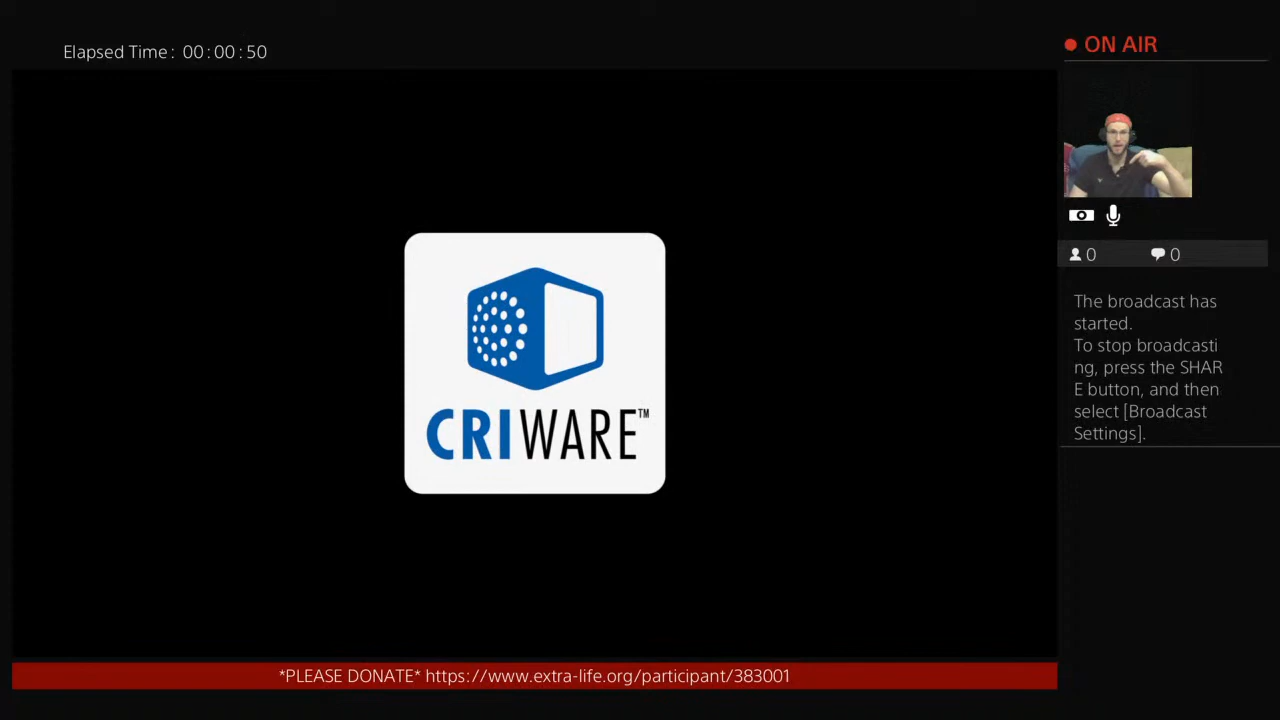 Elapsed Time: 00:00:50
ON AIR
0 0
The broadcast has
started.
To stop broadcasti
ng, press the SHAR
E button, and then
select [Broadcast
Settings].
CRIWARE™
*PLEASE DONATE* https://www.extra-life.org/participant/383001